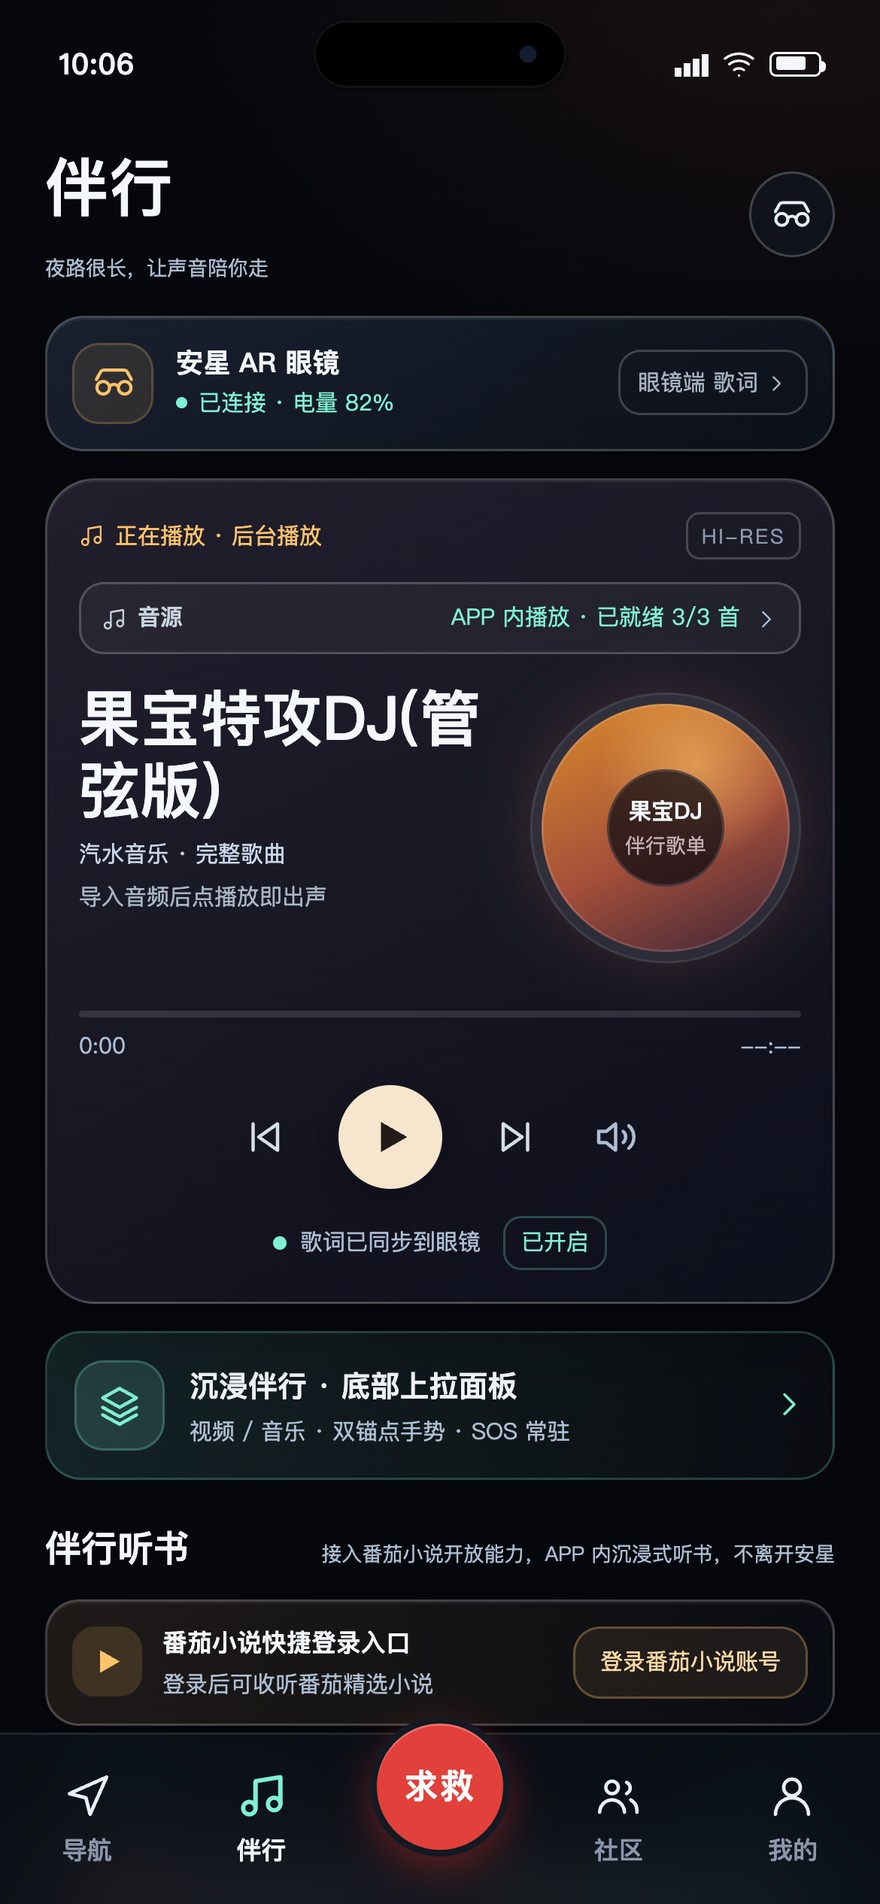 10:06
伴行
夜路很长，让声音陪你走
安星 AR 眼镜
已连接 · 电量 82%
眼镜端 歌词
正在播放 · 后台播放
HI-RES
音源
APP 内播放 · 已就绪 3/3 首
果宝特攻DJ(管
弦版)
汽水音乐 · 完整歌曲
导入音频后点播放即出声
果宝DJ
伴行歌单
0:00
--:--
歌词已同步到眼镜
已开启
沉浸伴行 · 底部上拉面板
视频 / 音乐 · 双锚点手势 · SOS 常驻
伴行听书
接入番茄小说开放能力，APP 内沉浸式听书，不离开安星
番茄小说快捷登录入口
登录后可收听番茄精选小说
登录番茄小说账号
导航
伴行
求救
社区
我的